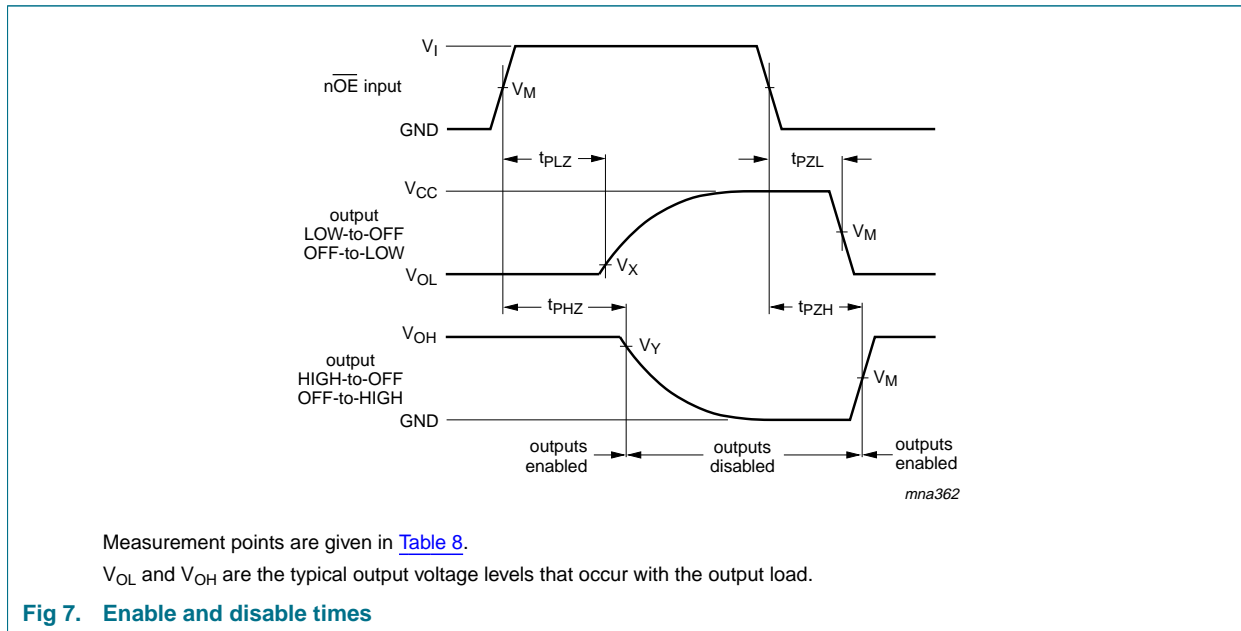 V_I
nOE input
V_M
GND
t_PLZ
t_PZL
V_CC
output
LOW-to-OFF
OFF-to-LOW
V_M
V_X
V_OL
t_PHZ
t_PZH
V_OH
V_Y
output
HIGH-to-OFF
OFF-to-HIGH
V_M
GND
outputs
enabled
outputs
disabled
outputs
enabled
mna362
Measurement points are given in Table 8.
V_OL and V_OH are the typical output voltage levels that occur with the output load.
Fig 7. Enable and disable times